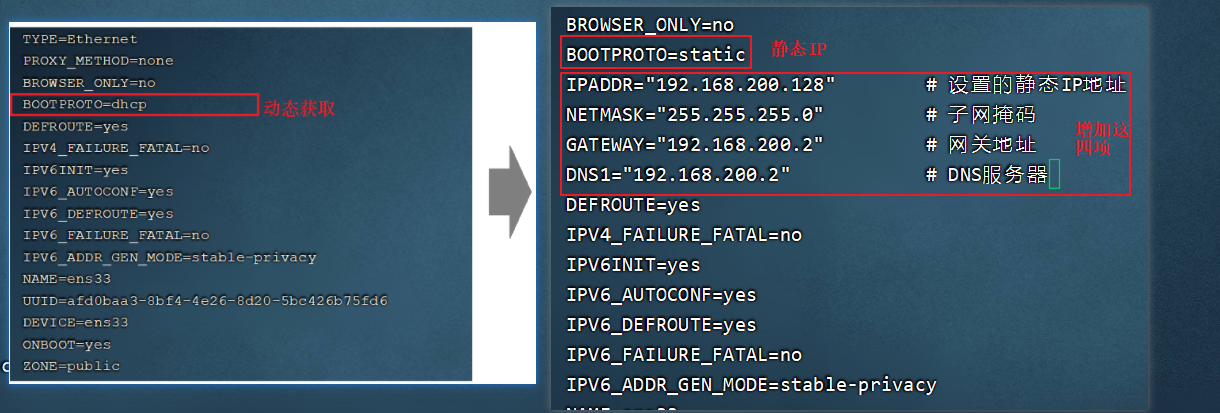 TYPE=Ethernet
PROXY_METHOD=none
BROWSER_ONLY=no
BOOTPROTO=dhcp
动态获取
DEFROUTE=yes
IPV4_FAILURE_FATAL=no
IPV6INIT=yes
IPV6_AUTOCONF=yes
IPV6_DEFROUTE=yes
IPV6_FAILURE_FATAL=no
IPV6_ADDR_GEN_MODE=stable-privacy
NAME=ens33
UUID=afd0baa3-8bf4-4e26-8d20-5bc426b75fd6
DEVICE=ens33
ONBOOT=yes
ZONE=public
BROWSER_ONLY=no
BOOTPROTO=static
静态IP
IPADDR="192.168.200.128" # 设置的静态IP地址
NETMASK="255.255.255.0" # 子网掩码
GATEWAY="192.168.200.2" # 网关地址
DNS1="192.168.200.2" # DNS服务器
增加这
四项
DEFROUTE=yes
IPV4_FAILURE_FATAL=no
IPV6INIT=yes
IPV6_AUTOCONF=yes
IPV6_DEFROUTE=yes
IPV6_FAILURE_FATAL=no
IPV6_ADDR_GEN_MODE=stable-privacy